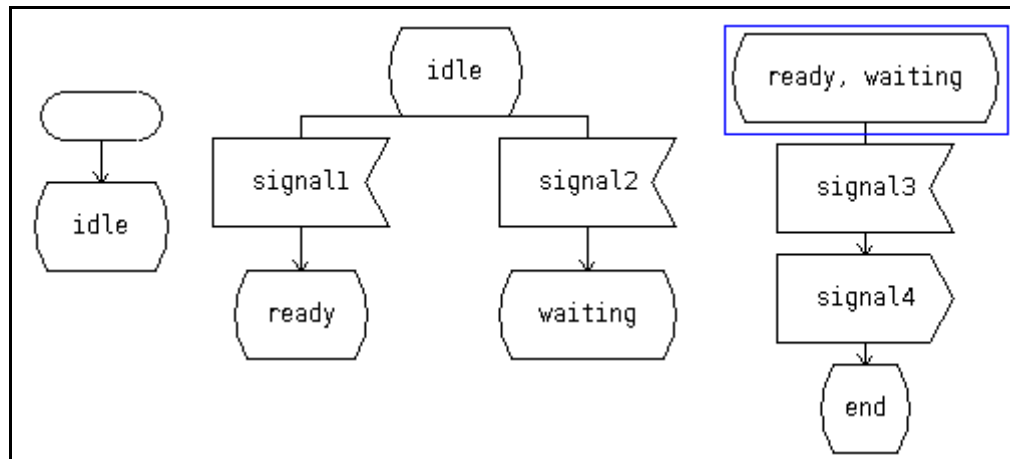 idle
idle
signal1
signal2
ready
waiting
ready, waiting
signal3
signal4
end